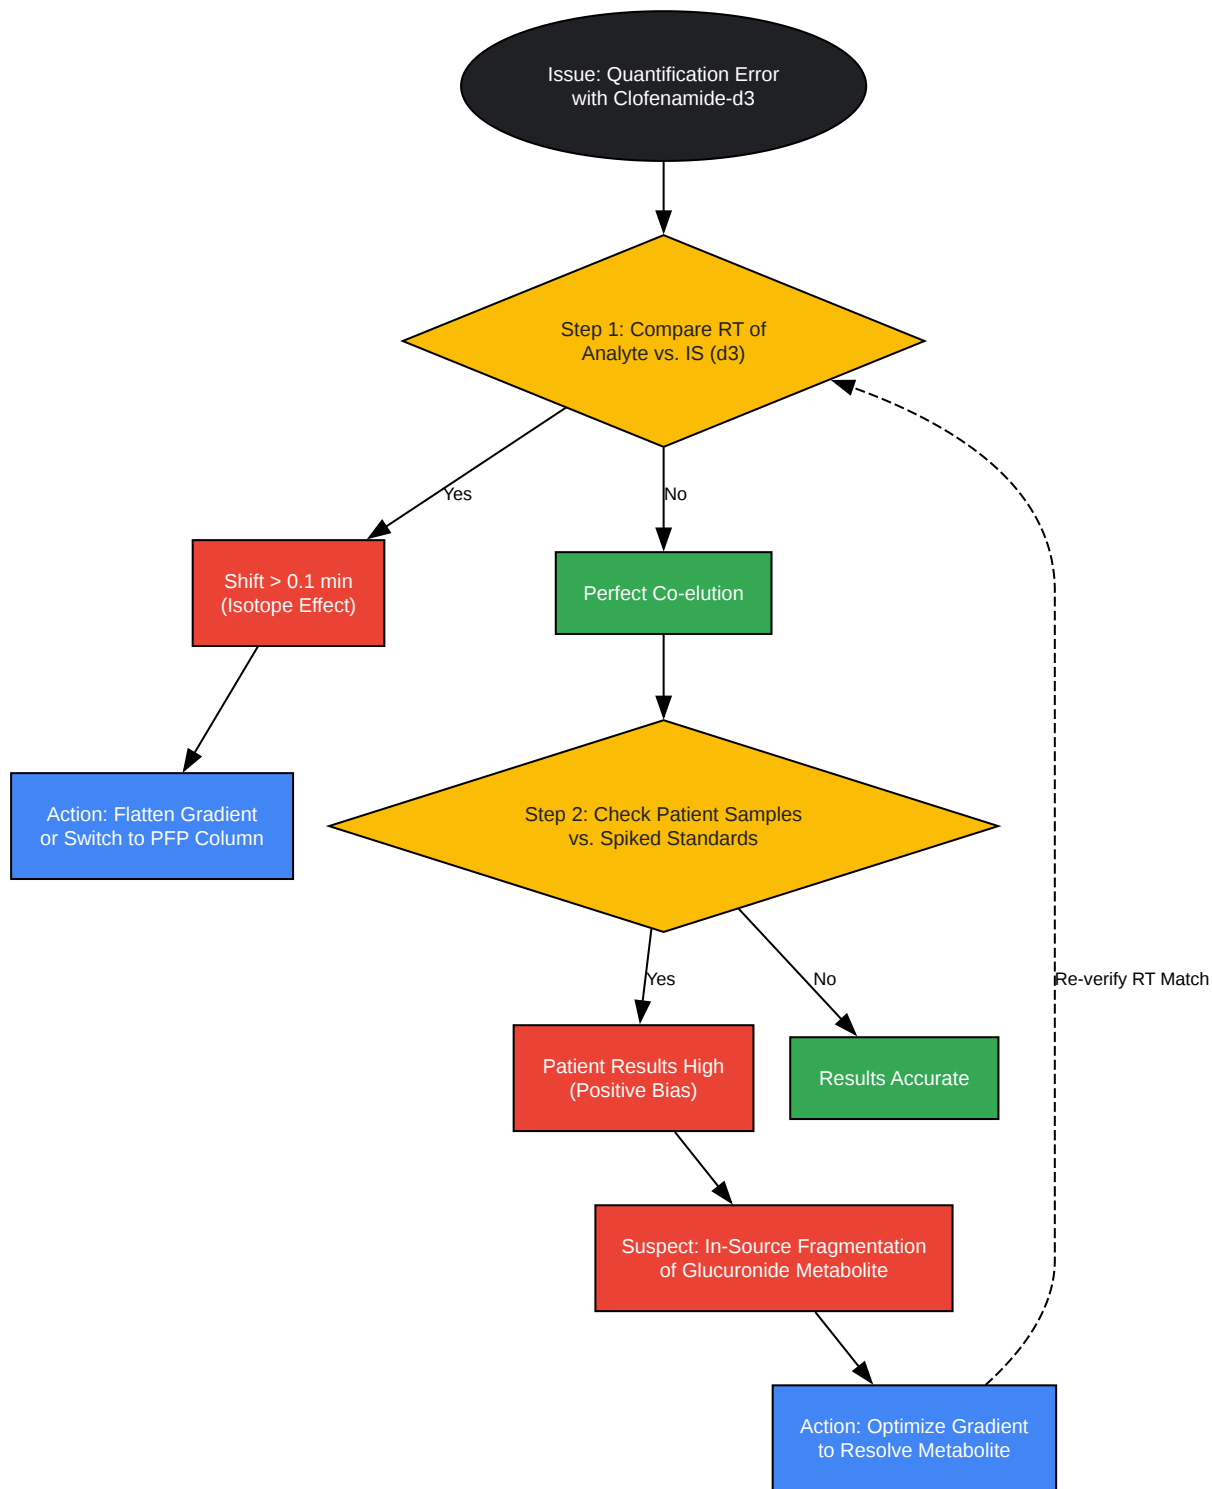 Issue: Quantification Error
with Clofenamide-d3
Step 1: Compare RT of
Analyte vs. IS (d3)
Yes
No
Shift > 0.1 min
(Isotope Effect)
Perfect Co-elution
Action: Flatten Gradient
or Switch to PFP Column
Step 2: Check Patient Samples
vs. Spiked Standards
Yes
No
Re-verify RT Match
Patient Results High
(Positive Bias)
Results Accurate
Suspect: In-Source Fragmentation
of Glucuronide Metabolite
Action: Optimize Gradient
to Resolve Metabolite